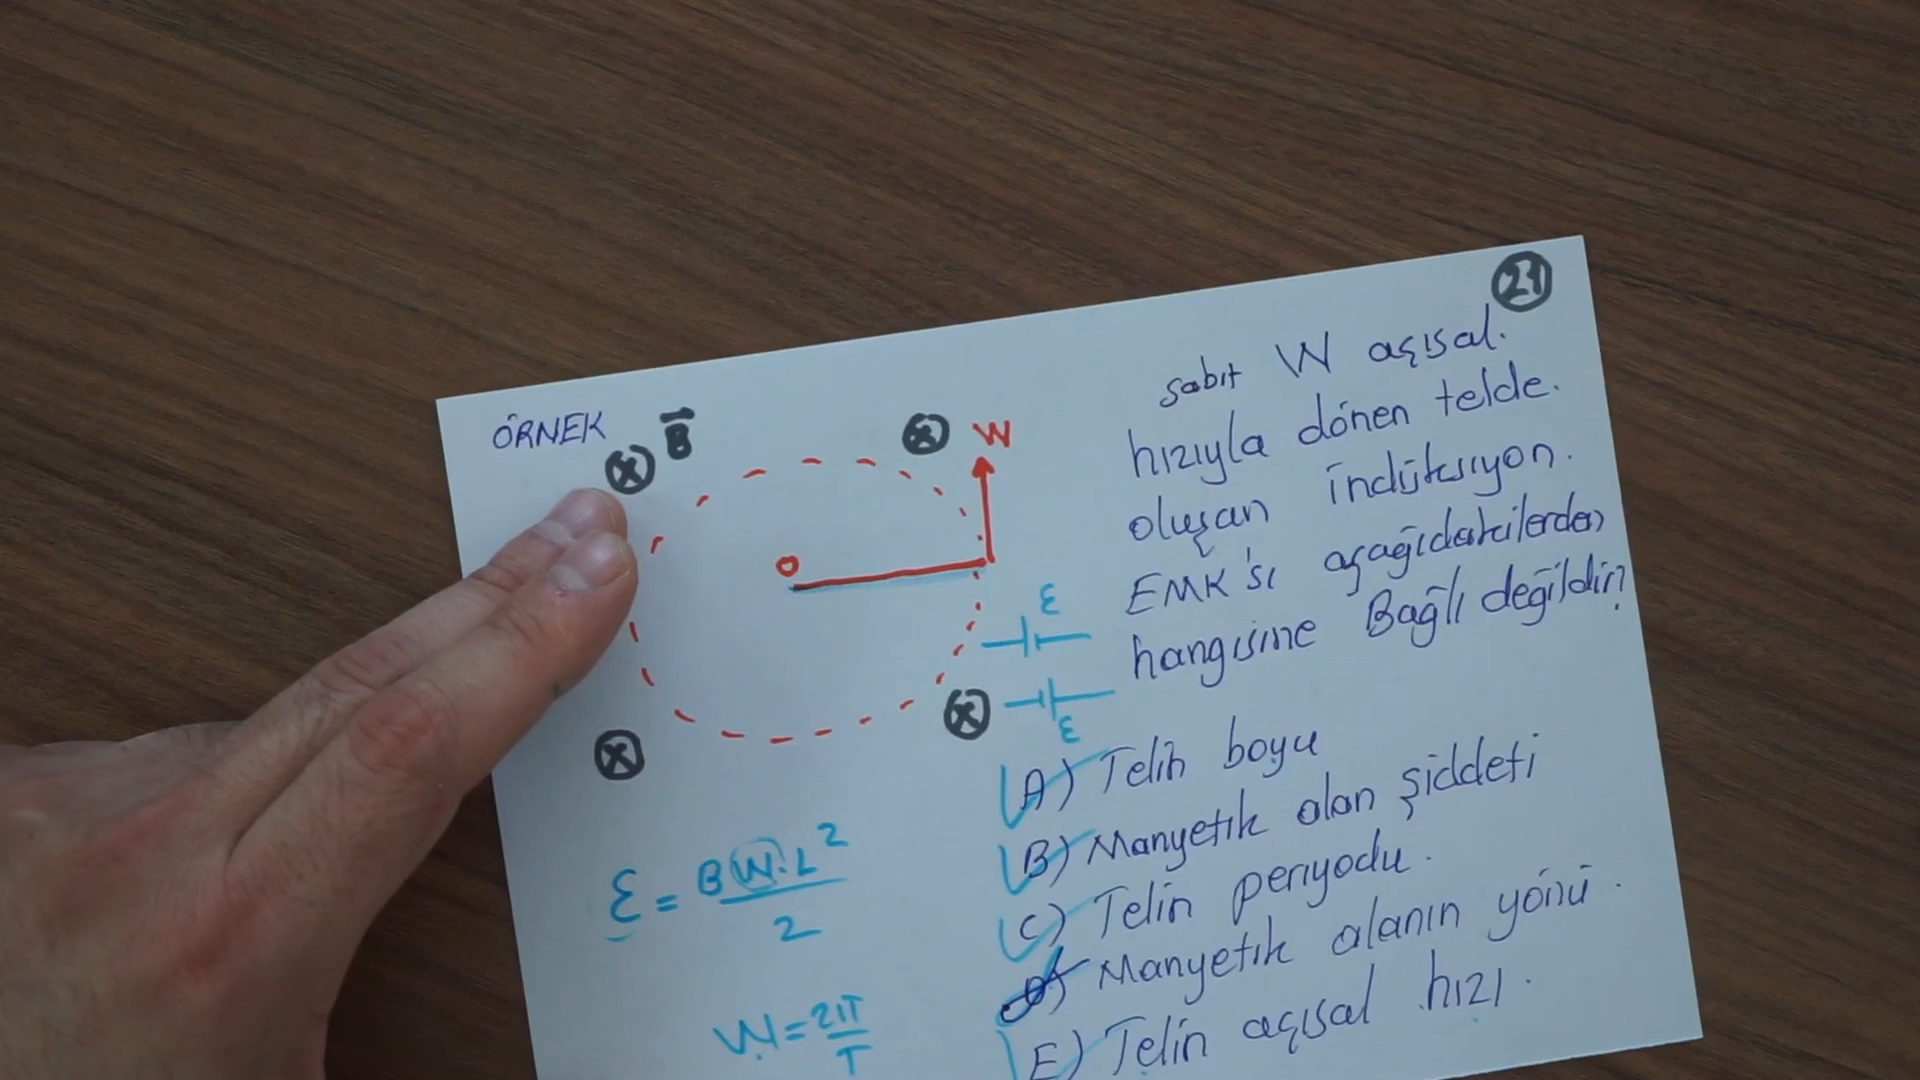 21
ÖRNEK
B
W
sabit W açısal.
hızıyla dönen telde.
oluşan İndüksiyon.
EMK'sı aşağıdakilerden
hangisine Bağlı değildir?
o
ε
ε
A) Telin boyu
B) Manyetik alan şiddeti
C) Telin periyodu.
D) Manyetik alanın yönü.
E) Telin açısal hızı.
ε = BW.L²/2
W = 2π/T